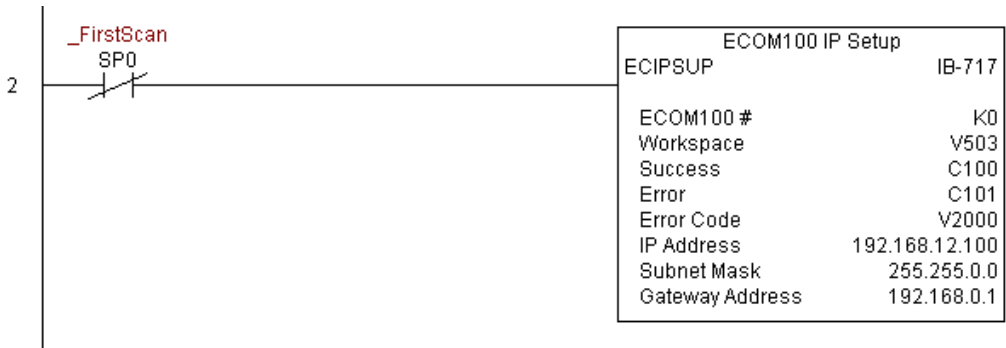 _FirstScan
SP0
2
ECOM100 IP Setup
ECIPSUP IB-717
ECOM100 # K0
Workspace V503
Success C100
Error C101
Error Code V2000
IP Address 192.168.12.100
Subnet Mask 255.255.0.0
Gateway Address 192.168.0.1